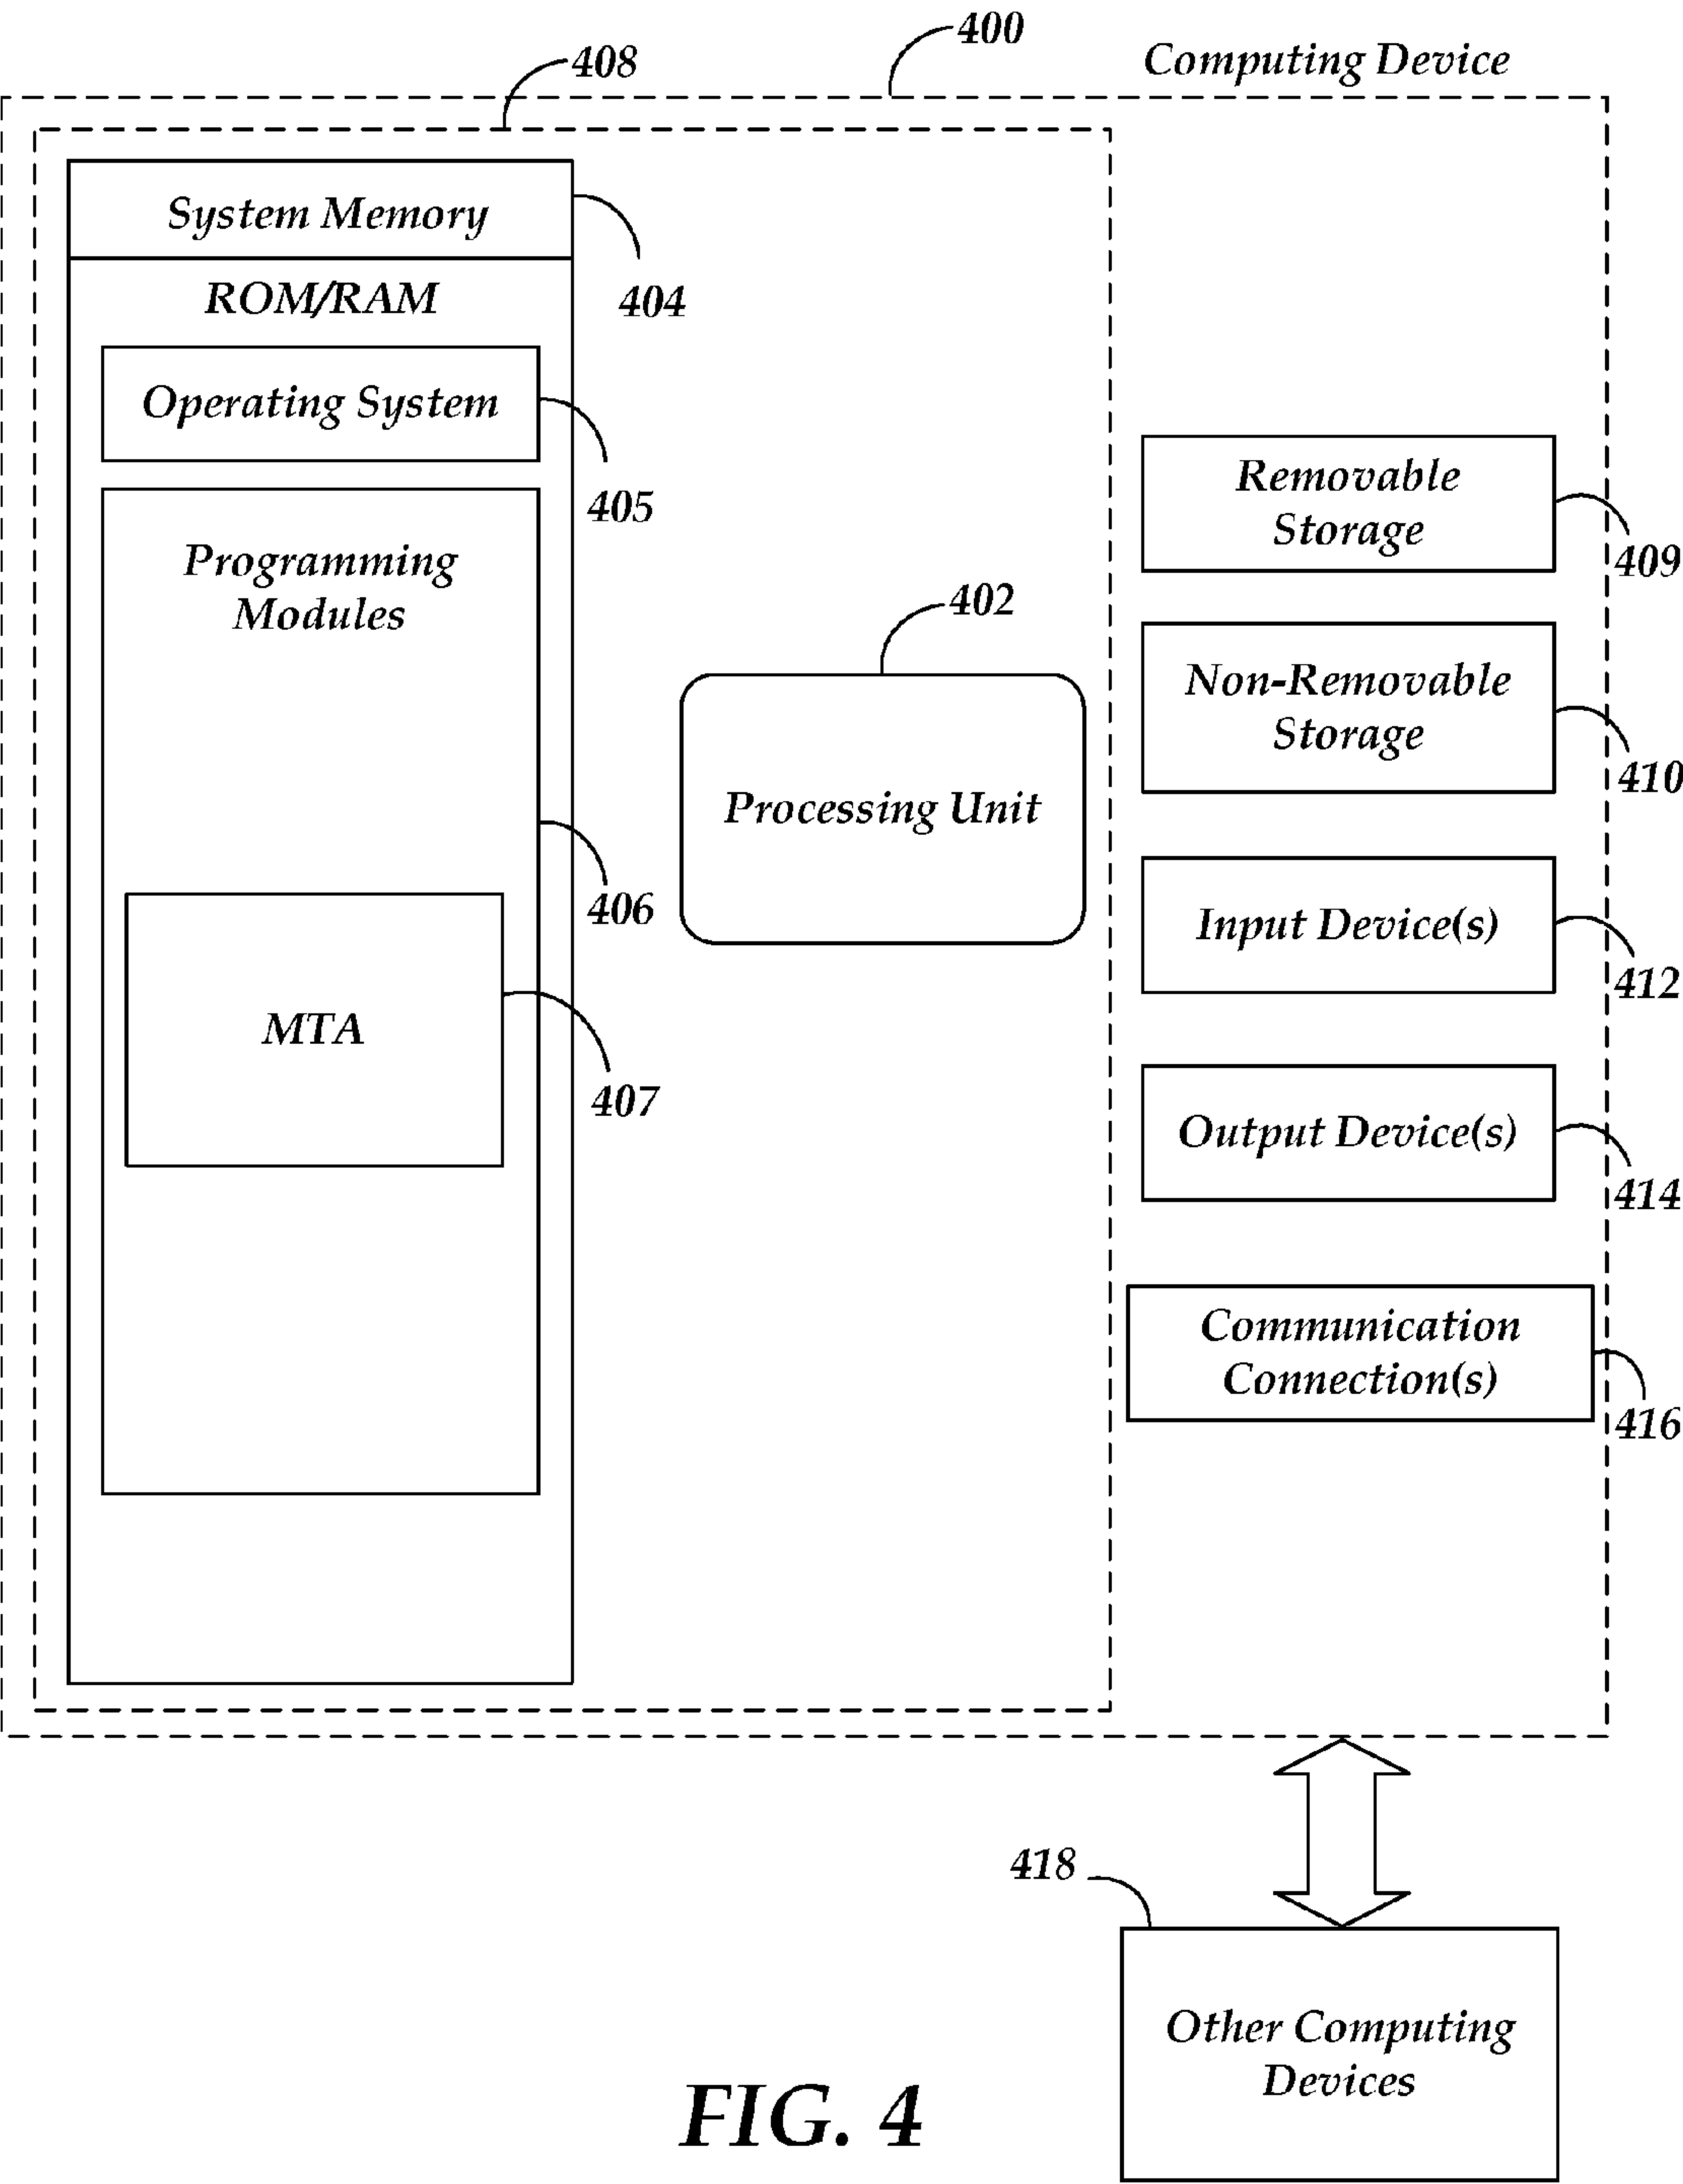 400
Computing Device
408
System Memory
404
ROM/RAM
Operating System
405
Programming
Modules
406
MTA
407
402
Processing Unit
Removable
Storage
409
Non-Removable
Storage
410
Input Device(s)
412
Output Device(s)
414
Communication
Connection(s)
416
418
Other Computing
Devices
FIG. 4